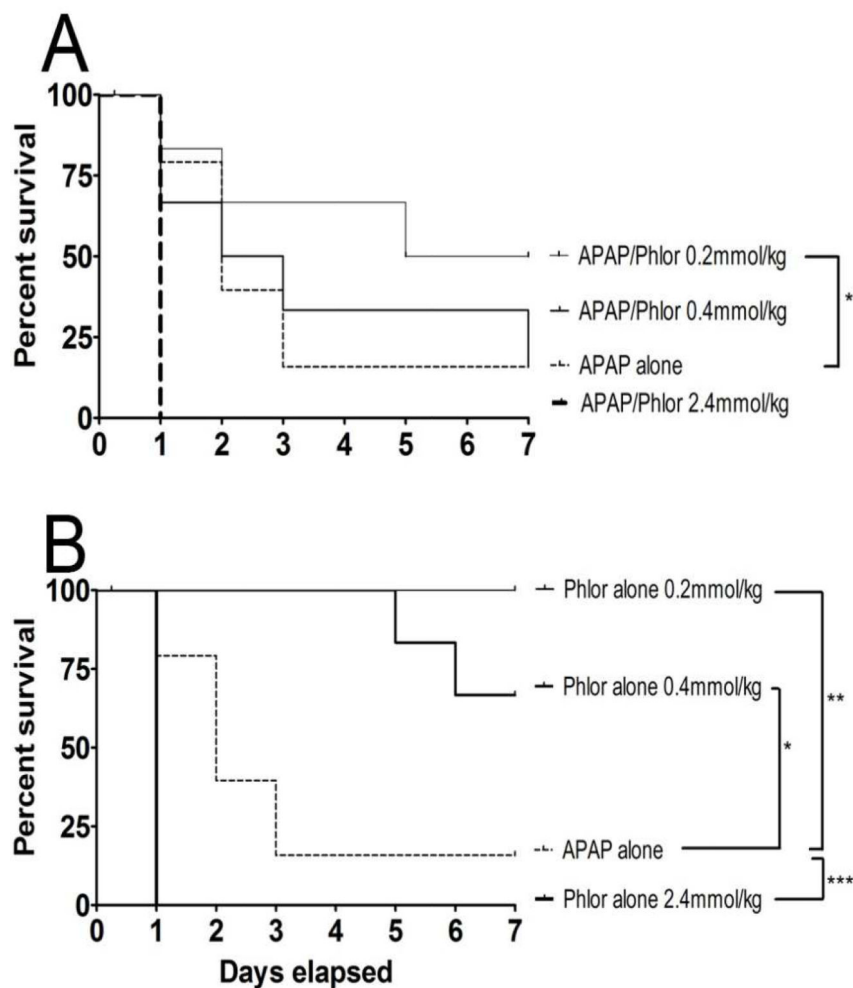 A
Percent survival
100
75
50
25
0
0 1 2 3 4 5 6 7
APAP/Phlor 0.2mmol/kg
APAP/Phlor 0.4mmol/kg
APAP alone
APAP/Phlor 2.4mmol/kg
*
B
Percent survival
100
75
50
25
0
0 1 2 3 4 5 6 7
Days elapsed
Phlor alone 0.2mmol/kg
Phlor alone 0.4mmol/kg
APAP alone
Phlor alone 2.4mmol/kg
**
*
***